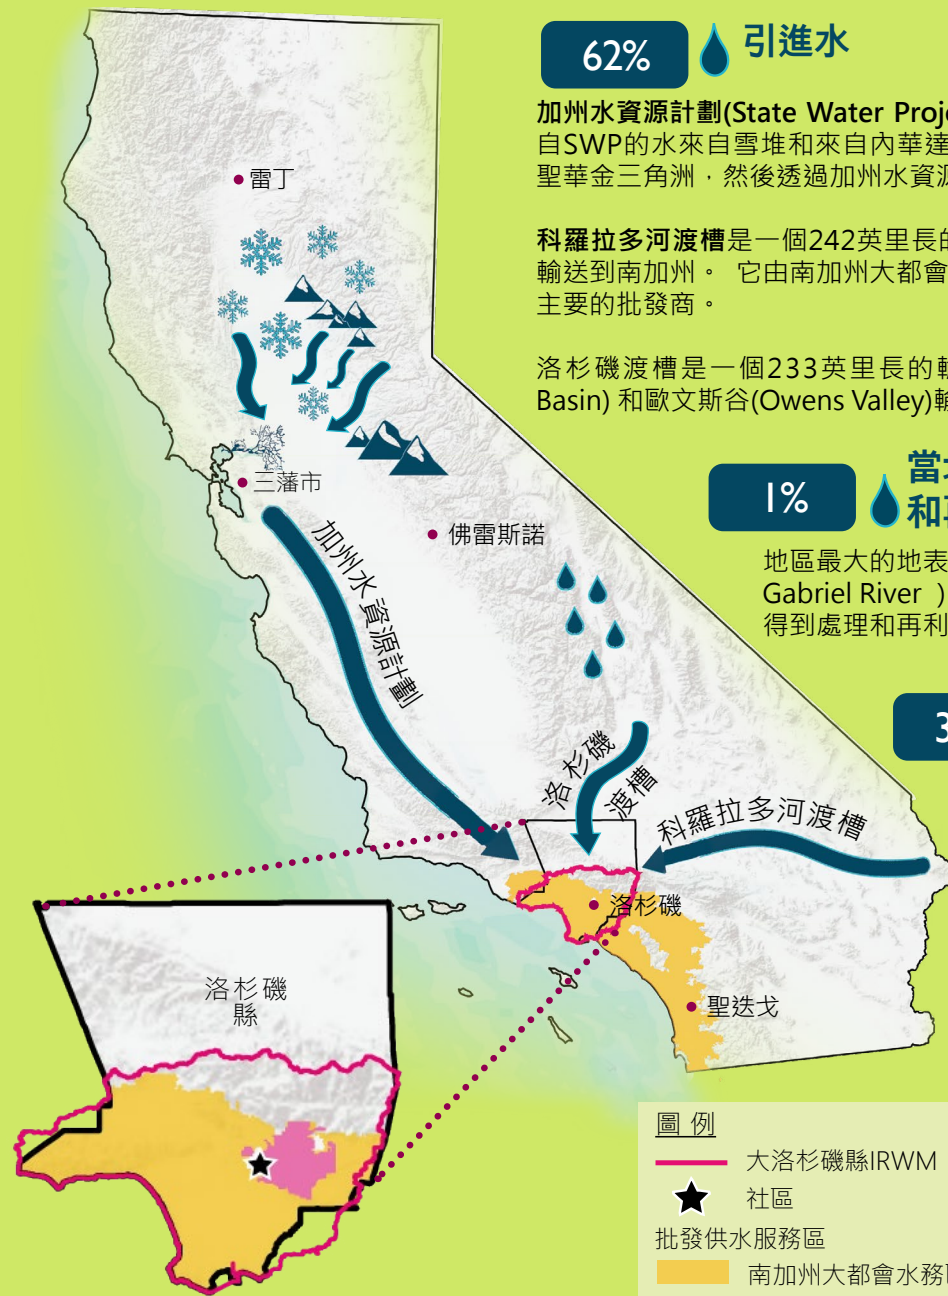 62%
引進水
加州水資源計劃(State Water Proje
自SWP的水來自雪堆和來自內華達
聖華金三角洲，然後透過加州水資源
科羅拉多河渡槽是一個242英里長的
輸送到南加州。 它由南加州大都會
主要的批發商。
洛杉磯渡槽是一個233英里長的輸
Basin) 和歐文斯谷(Owens Valley)輸
1%
當地
和再
地區最大的地表
Gabriel River ）
得到處理和再利
3
雷丁
三藩市
佛雷斯諾
加州水資源計劃
洛杉磯
渡槽
科羅拉多河渡槽
洛杉磯
聖迭戈
洛杉磯
縣
圖 例
大洛杉磯縣IRWM
社區
批發供水服務區
南加州大都會水務區